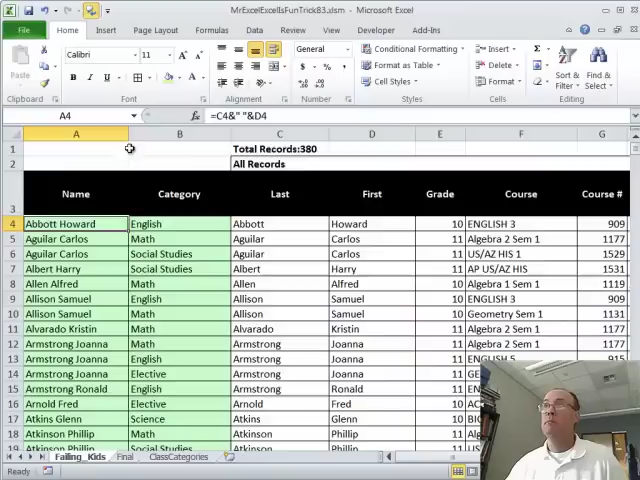 MrExcelExcelIsFunTrick83.xlsm - Microsoft Excel
File Home Insert Page Layout Formulas Data Review View Developer Add-Ins
Paste
Clipboard
Calibri 11
B I U
Font
Alignment
General
$ % ,
Number
Conditional Formatting
Format as Table
Cell Styles
Styles
Insert
Delete
Format
Cells
Sort & Filter
Find & Select
Editing
A4 fx =C4&" "&D4
A B C D E F G
1 Total Records:380
2 All Records
3 Name Category Last First Grade Course Course #
4 Abbott Howard English Abbott Howard 10 ENGLISH 3 909
5 Aguilar Carlos Math Aguilar Carlos 11 Algebra 2 Sem 1 1177
6 Aguilar Carlos Social Studies Aguilar Carlos 11 US/AZ HIS 1 1529
7 Albert Harry Social Studies Albert Harry 11 AP US/AZ HIS 1531
8 Allen Alfred Math Allen Alfred 10 Algebra 1 Sem 1 1119
9 Allison Samuel English Allison Samuel 10 ENGLISH 3 909
10 Allison Samuel Math Allison Samuel 10 Geometry Sem 1 1131
11 Alvarado Kristin Math Alvarado Kristin 11 Algebra 2 Sem 1 1177
12 Armstrong Joanna Math Armstrong Joanna 11 Algebra 2 Sem 1 1177
13 Armstrong Joanna English Armstrong Joanna 11 ENGLISH 5 915
14 Armstrong Joanna Elective Armstrong Joanna 11
15 Armstrong Ronald English Armstrong Ronald 10
16 Arnold Fred Elective Arnold Fred 10
17 Atkins Glenn Science Atkins Glenn 10
18 Atkinson Phillip Math Atkinson Phillip 11
19 Atkinson Phillip Social Studies Atkinson Phillip 11
Failing_Kids Final ClassCategories
Ready